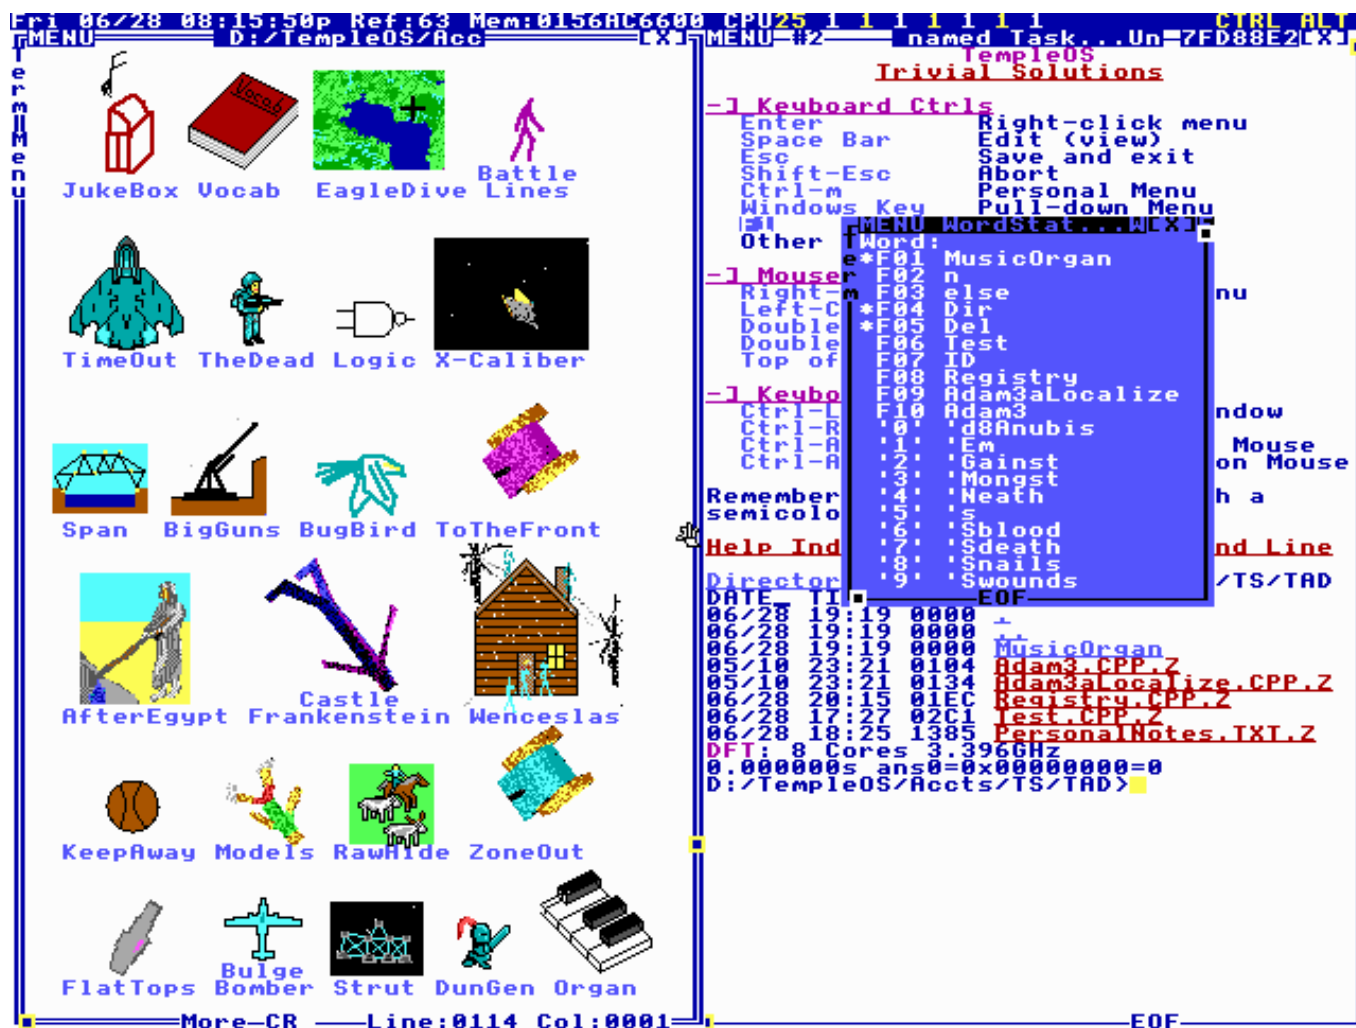 Fri 06/28 08:15:50p Ref:63 Mem:0156AC6600 CPU25 1 1 1 1 1 1 1 CTRL ALT
MENU D:/TempleOS/Acc [X]
Term Menu
JukeBox Vocab EagleDive Battle Lines
TimeOut TheDead Logic X-Caliber
Span BigGuns BugBird ToTheFront
AfterEgypt Castle Frankenstein Wenceslas
KeepAway Models RawHide ZoneOut
FlatTops Bulge Bomber Strut DunGen Organ
More-CR Line:0114 Col:0001
MENU #2 named Task...Un 7FD88E2 [X]
TempleOS
Trivial Solutions
-] Keyboard Ctrls
Enter Right-click menu
Space Bar Edit (view)
Esc Save and exit
Shift-Esc Abort
Ctrl-m Personal Menu
Windows Key Pull-down Menu
F1
Other f
-] Mouse
Right- nu
Left-C
Double
Double
Top of
-] Keybo
Ctrl-L ndow
Ctrl-R
Ctrl-A Mouse
Ctrl-A on Mouse
Remember h a
semicolo
Help Ind nd Line
Director /TS/TAD
DATE_ TI
06/28 19:19 0000 .
06/28 19:19 0000 ..
06/28 19:19 0000 MusicOrgan
05/10 23:21 0104 Adam3.CPP.Z
05/10 23:21 0134 Adam3aLocalize.CPP.Z
06/28 20:15 01EC Registry.CPP.Z
06/28 17:27 02C1 Test.CPP.Z
06/28 18:25 1385 PersonalNotes.TXT.Z
DFT: 8 Cores 3.396GHz
0.000000s ans0=0x00000000=0
D:/TempleOS/Accts/TS/TAD>
EOF
MENU WordStat...W[X]
Term
Word:
*F01 MusicOrgan
F02 n
F03 else
*F04 Dir
*F05 Del
F06 Test
F07 ID
F08 Registry
F09 Adam3aLocalize
F10 Adam3
'0' 'd8Anubis
'1' 'Em
'2' 'Gainst
'3' 'Mongst
'4' 'Neath
'5' 's
'6' 'Sblood
'7' 'Sdeath
'8' 'Snails
'9' 'Swounds
EOF